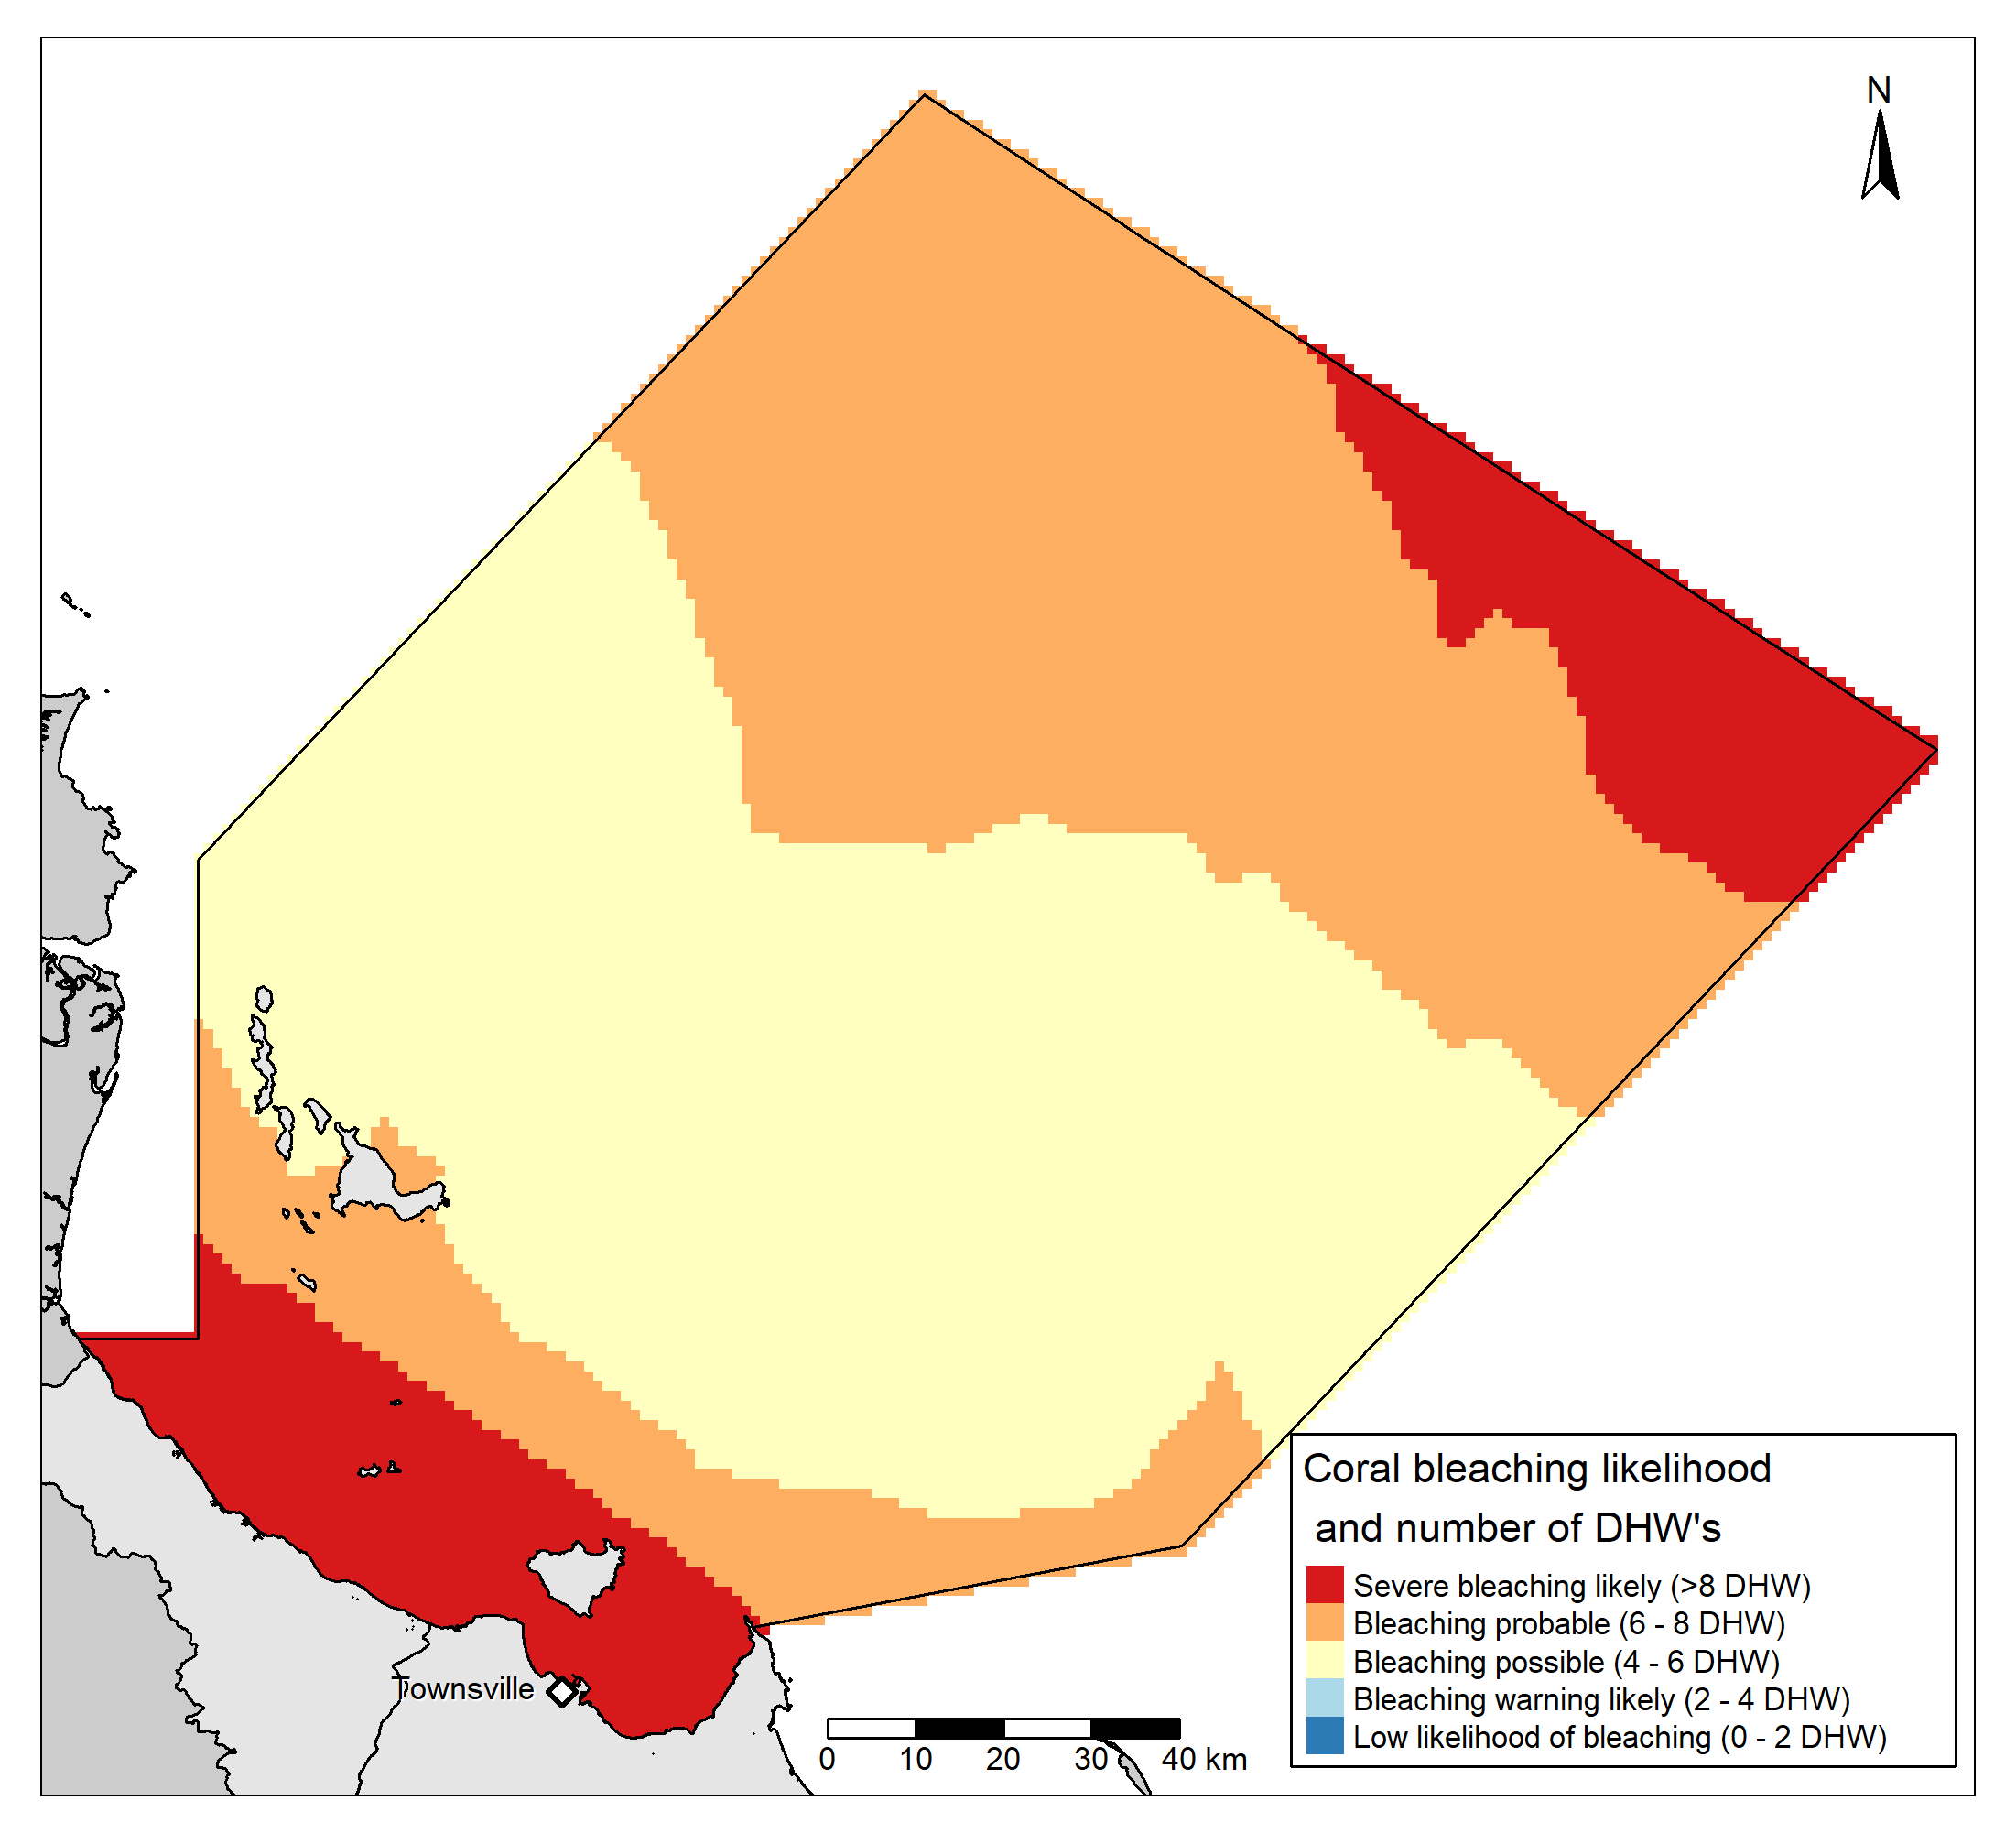 N
Townsville
0 10 20 30 40 km
Coral bleaching likelihood
and number of DHW's
Severe bleaching likely (>8 DHW)
Bleaching probable (6 - 8 DHW)
Bleaching possible (4 - 6 DHW)
Bleaching warning likely (2 - 4 DHW)
Low likelihood of bleaching (0 - 2 DHW)